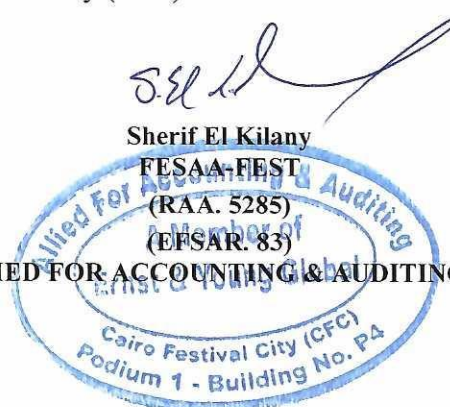 S.El
Sherif El Kilany
FESAA-FEST
(RAA. 5285)
(EFSAR. 83)
IED FOR ACCOUNTING & AUDITING
Allied For Accounting & Auditing
A Member of
Ernst & Young Global
Cairo Festival City (CFC)
Podium 1 - Building No. P4